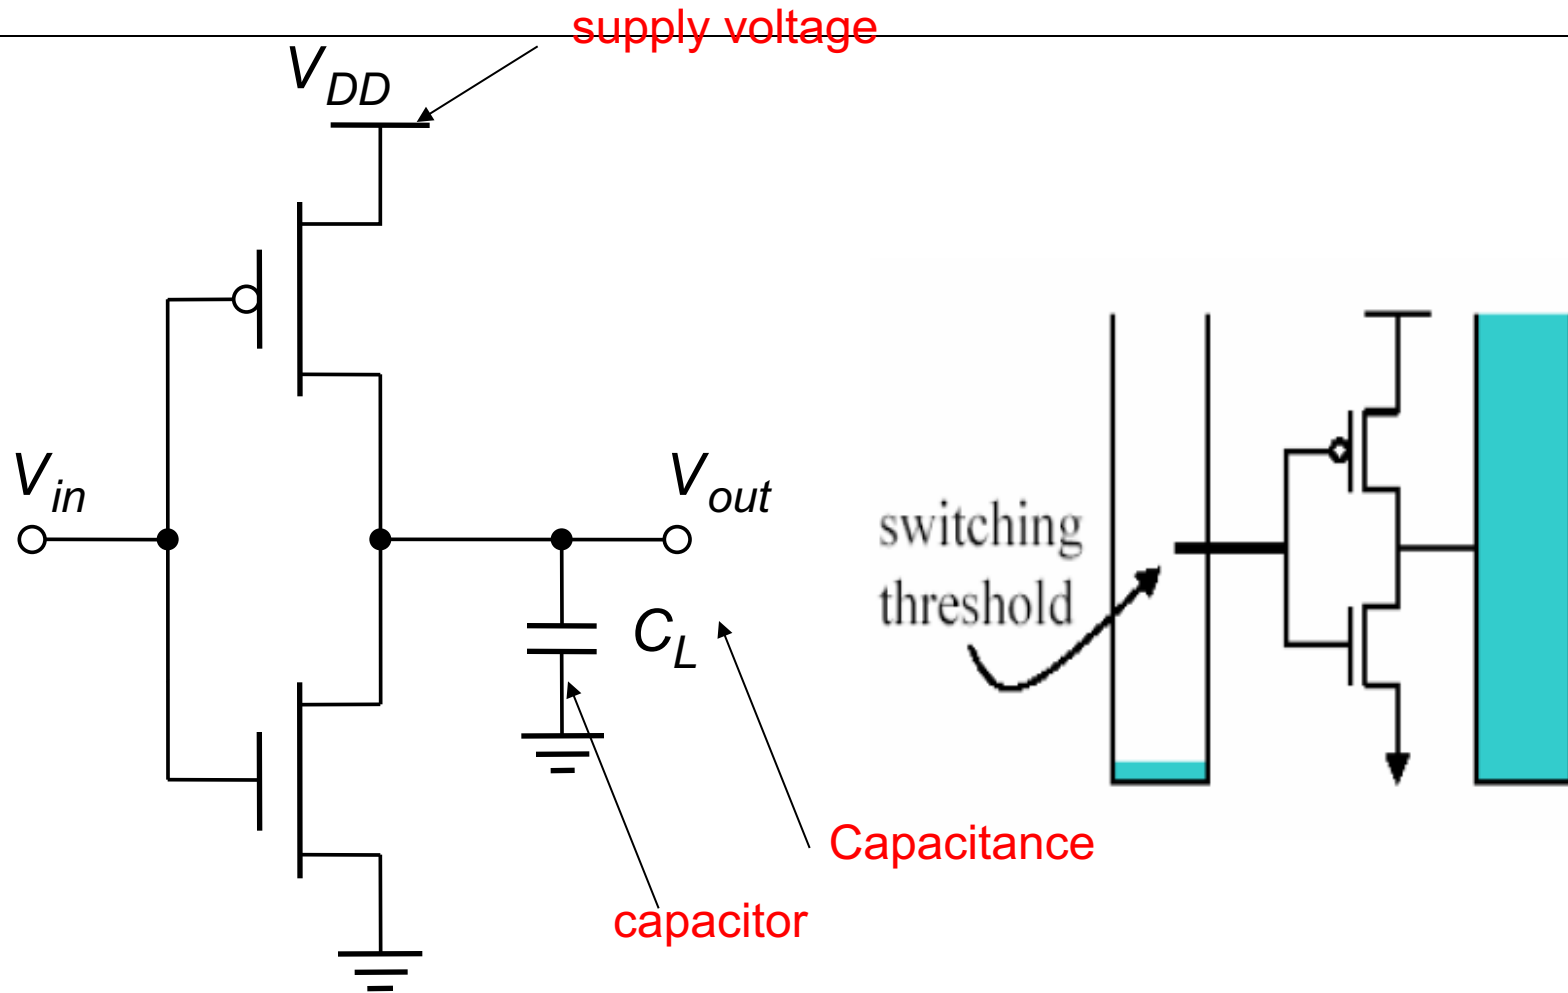 supply voltage
V_DD
V_in
V_out
switching
threshold
C_L
Capacitance
capacitor